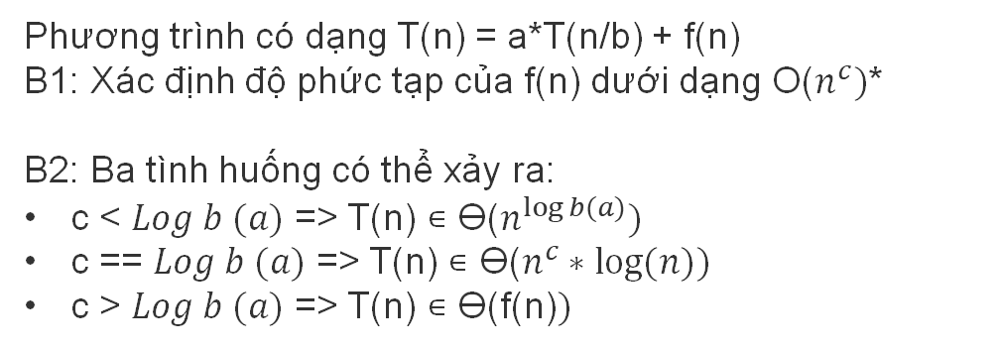 Phương trình có dạng T(n) = a*T(n/b) + f(n)
B1: Xác định độ phức tạp của f(n) dưới dạng O(n^c)*
B2: Ba tình huống có thể xảy ra:
• c < Log b (a) => T(n) ∈ Θ(n^{log b(a)})
• c == Log b (a) => T(n) ∈ Θ(n^c * log(n))
• c > Log b (a) => T(n) ∈ Θ(f(n))